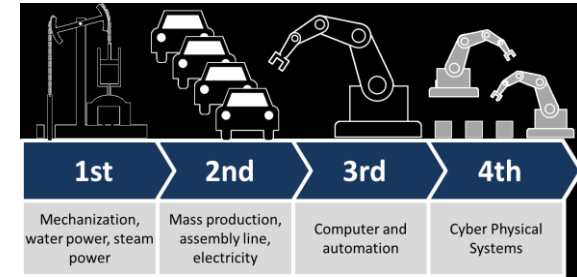 1st
2nd
3rd
4th
Mechanization,
water power, steam
power
Mass production,
assembly line,
electricity
Computer and
automation
Cyber Physical
Systems